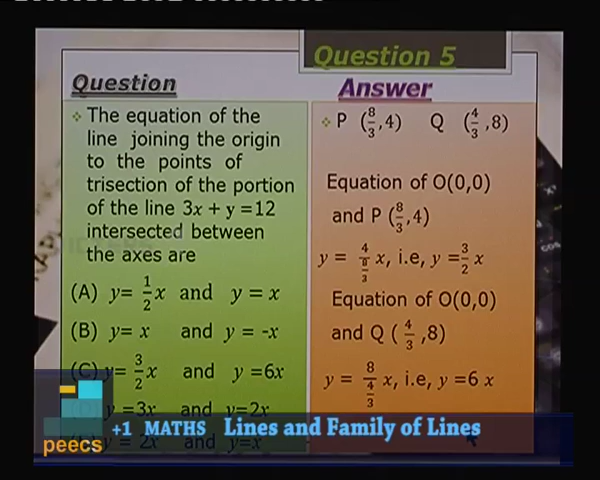 Question 5
Question
The equation of the
line joining the origin
to the points of
trisection of the portion
of the line 3x + y =12
intersected between
the axes are
(A) y= 1/2 x and y = x
(B) y= x and y = -x
(C) y= 3/2 x and y =6x
y =3x and y=2x
y = 2x and y=x
Answer
P (8/3 ,4) Q (4/3 ,8)
Equation of O(0,0)
and P (8/3 ,4)
y = 4/(8/3) x, i.e, y =3/2 x
Equation of O(0,0)
and Q ( 4/3 ,8)
y = 8/(4/3) x, i.e, y =6 x
peecs
+1 MATHS Lines and Family of Lines